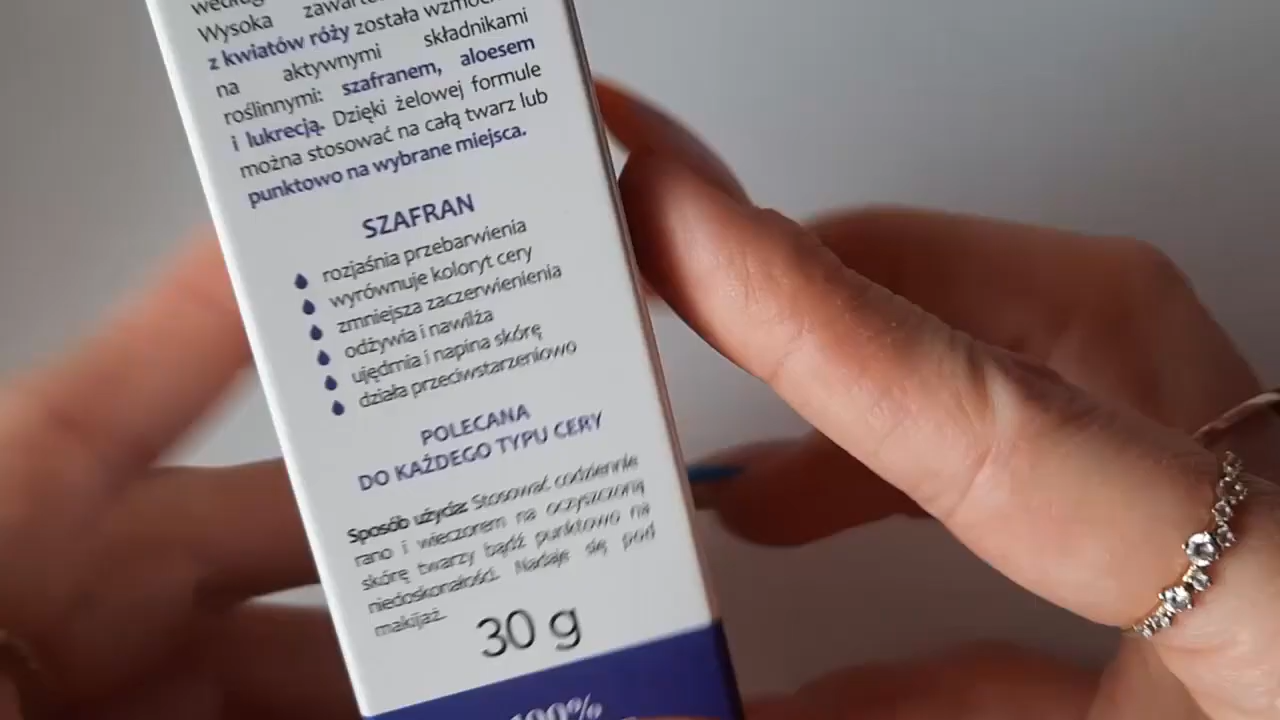 według
Wysoka
z kwiatów róży została
na aktywnymi składnikami
roślinnymi: szafranem, aloesem
i lukrecją. Dzięki żelowej formule
można stosować na całą twarz lub
punktowo na wybrane miejsca.
SZAFRAN
rozjaśnia przebarwienia
wyrównuje koloryt cery
zmniejsza zaczerwienienia
odżywia i nawilża
ujędrnia i napina skórę
działa przeciwstarzeniowo
POLECANA
DO KAŻDEGO TYPU CERY
Sposób użycia: Stosować codziennie
rano i wieczorem na oczyszczoną
skórę twarzy bądź punktowo na
niedoskonałości. Nadaje się pod
makijaż.
30 g
100%